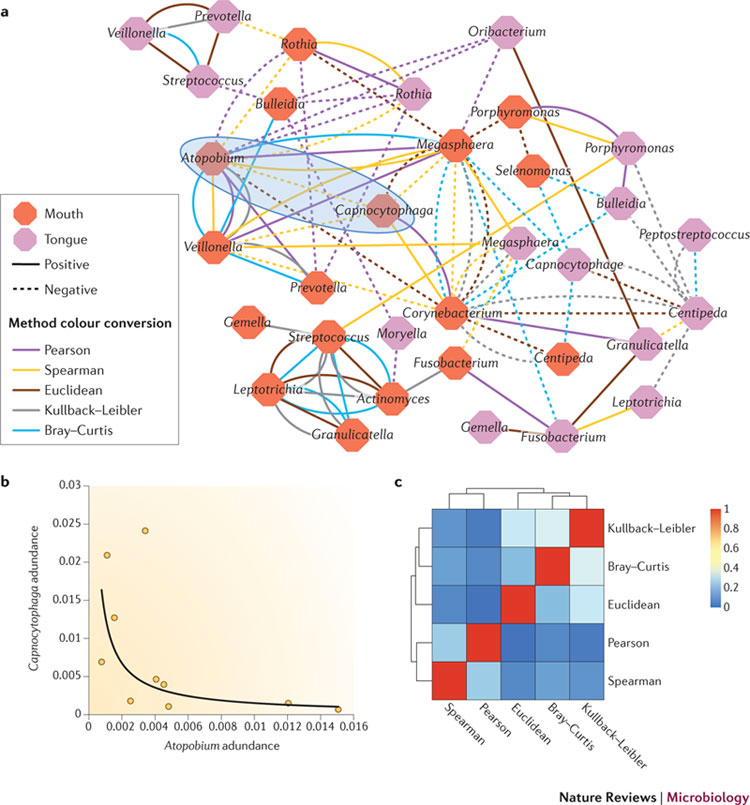 a
Prevotella
Veillonella
Streptococcus
Rothia
Oribacterium
Bulleidia
Rothia
Porphyromonas
Atopobium
Megasphaera
Porphyromonas
Selenomonas
Capnocytophaga
Bulleidia
Veillonella
Megasphaera
Peptostreptococcus
Capnocytophage
Prevotella
Gemella
Corynebacterium
Centipeda
Streptococcus
Moryella
Granulicatella
Fusobacterium
Centipeda
Leptotrichia
Actinomyces
Leptotrichia
Granulicatella
Gemella
Fusobacterium
Mouth
Tongue
Positive
Negative
Method colour conversion
Pearson
Spearman
Euclidean
Kullback–Leibler
Bray–Curtis
b
0.03
0.025
0.02
0.015
0.01
0.005
0
Capnocytophaga adundance
0 0.002 0.004 0.006 0.008 0.01 0.012 0.014 0.016
Atopobium adundance
c
Kullback–Leibler
Bray–Curtis
Euclidean
Pearson
Spearman
Spearman
Pearson
Euclidean
Bray–Curtis
Kullback–Leibler
1
0.8
0.6
0.4
0.2
0
Nature Reviews | Microbiology